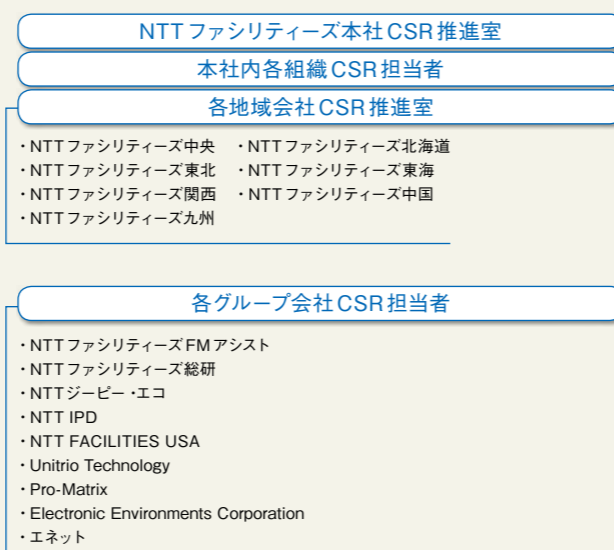 NTTファシリティーズ本社CSR推進室
本社内各組織CSR担当者
各地域会社CSR推進室
・NTTファシリティーズ中央　・NTTファシリティーズ北海道
・NTTファシリティーズ東北　・NTTファシリティーズ東海
・NTTファシリティーズ関西　・NTTファシリティーズ中国
・NTTファシリティーズ九州
各グループ会社CSR担当者
・NTTファシリティーズFMアシスト
・NTTファシリティーズ総研
・NTTジーピー・エコ
・NTT IPD
・NTT FACILITIES USA
・Unitrio Technology
・Pro-Matrix
・Electronic Environments Corporation
・エネット